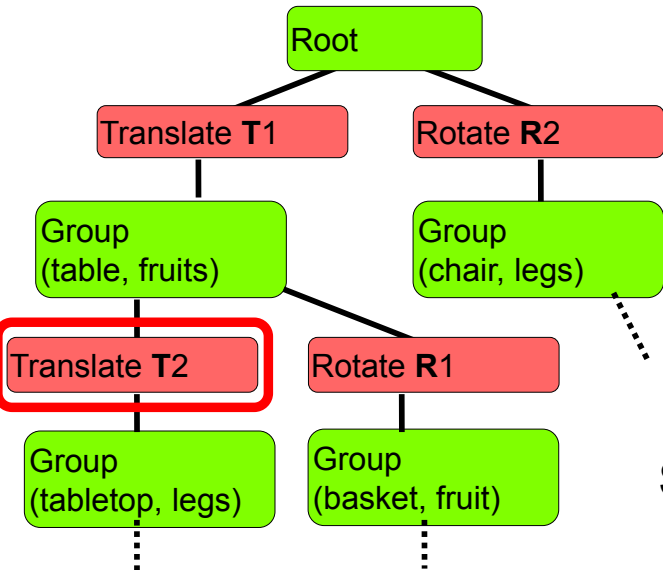 Root
Translate T1
Rotate R2
Group
(table, fruits)
Group
(chair, legs)
Translate T2
Rotate R1
Group
(tabletop, legs)
Group
(basket, fruit)